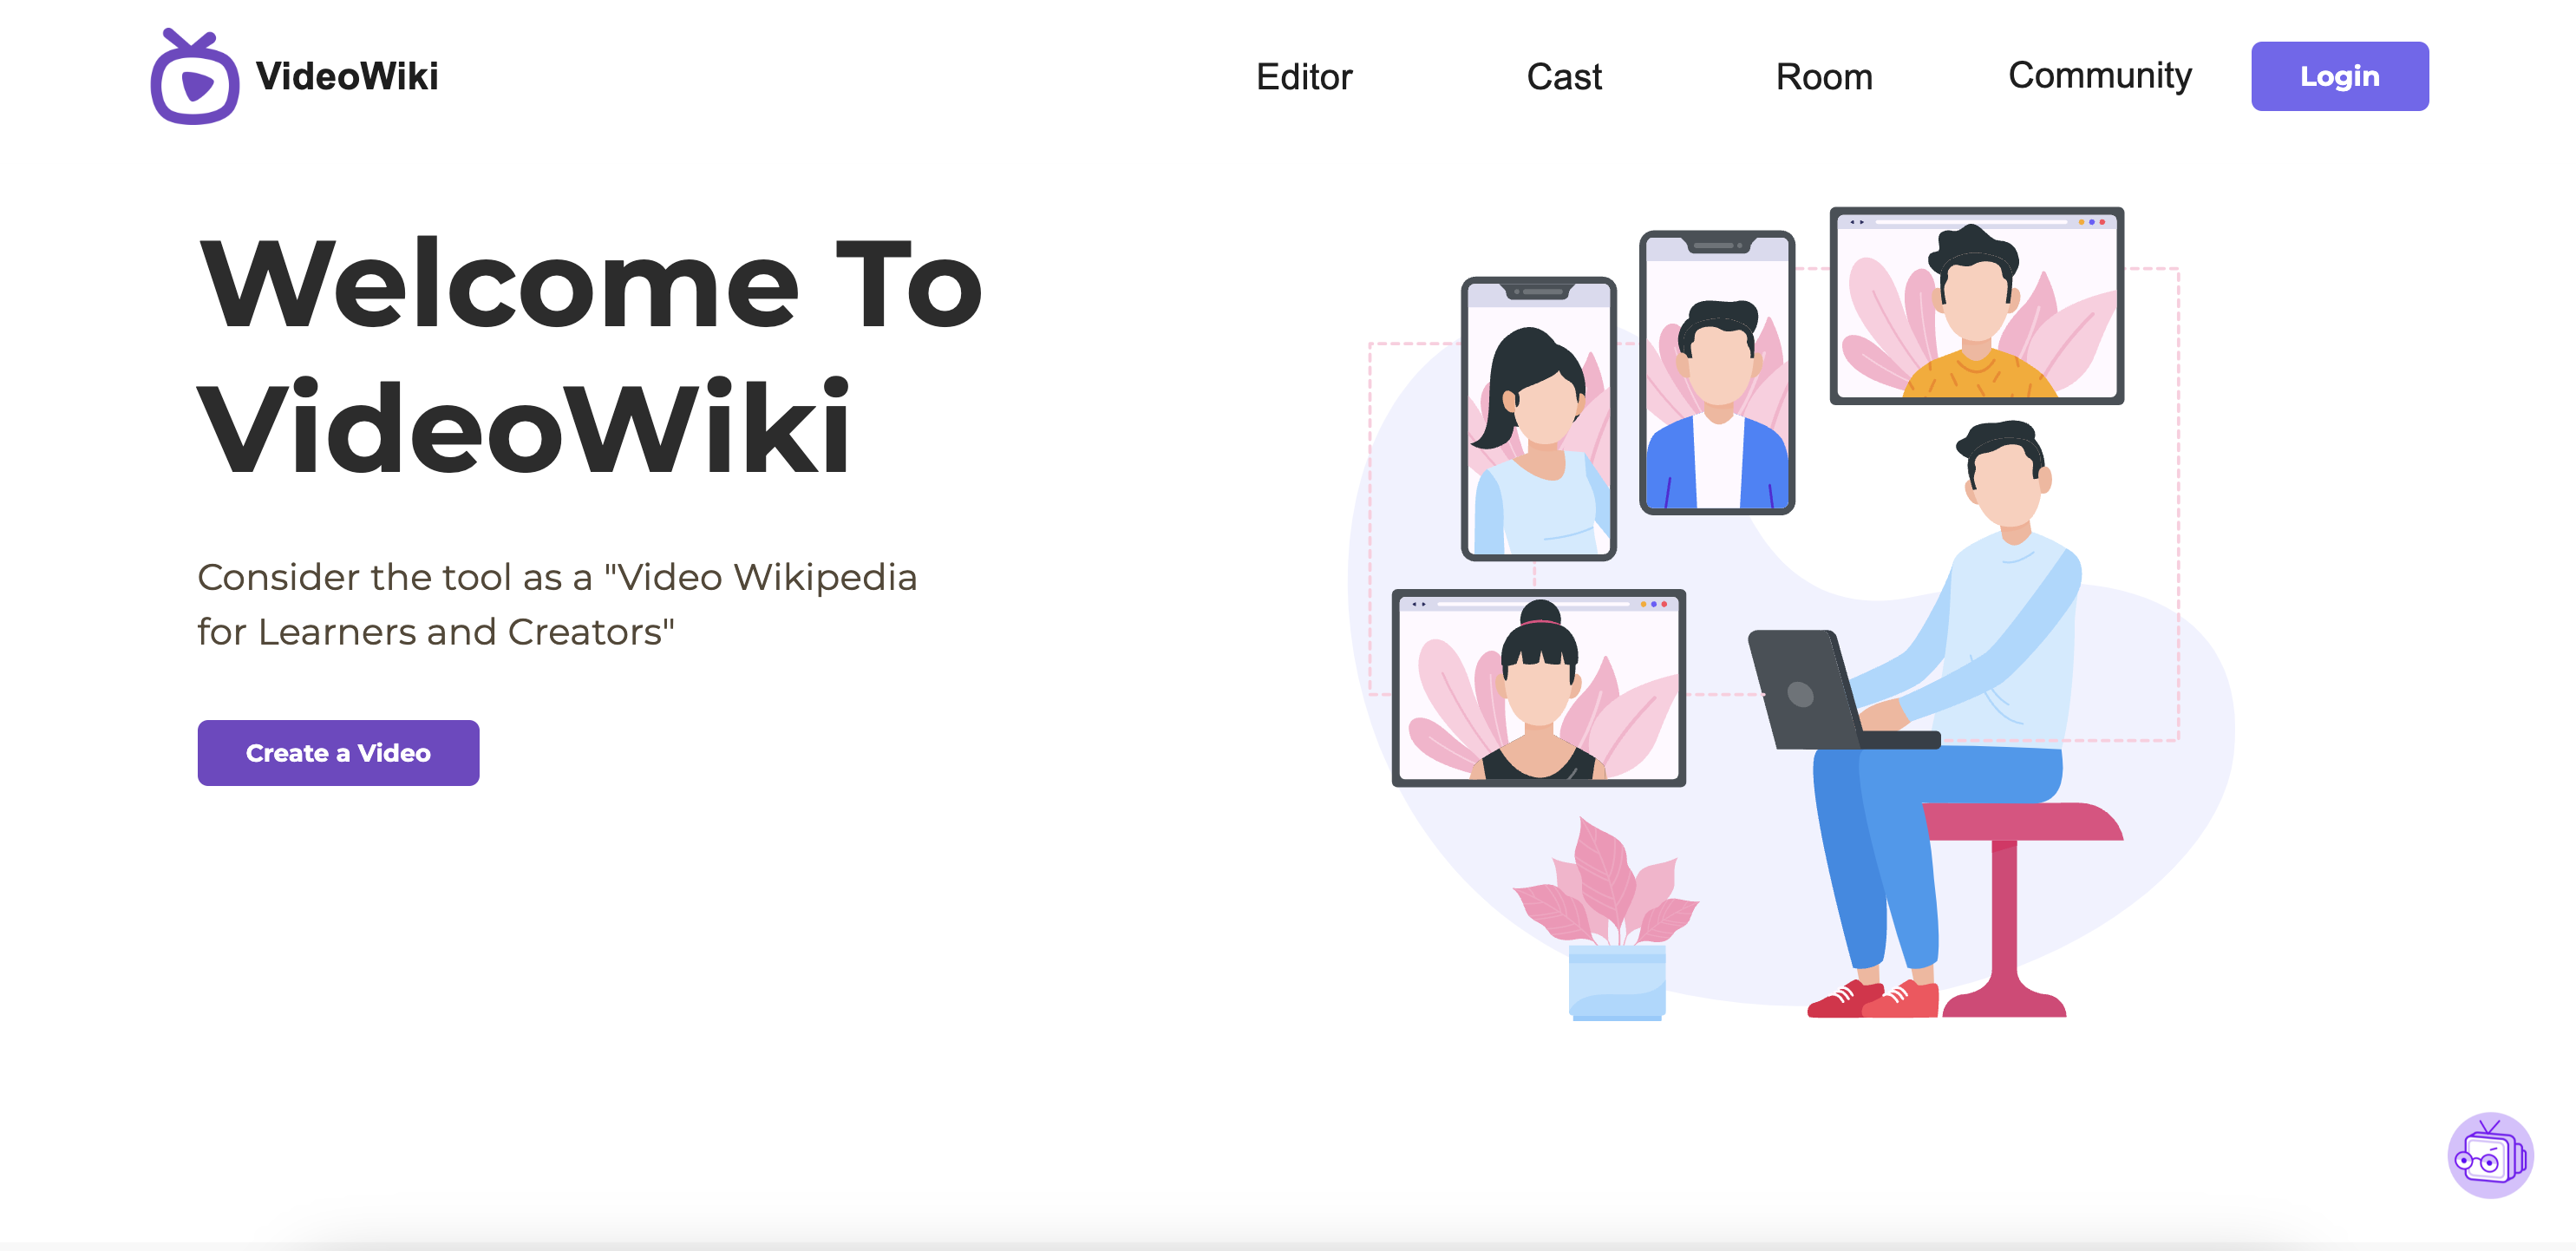 VideoWiki
Editor
Cast
Room
Community
Login
Welcome To
VideoWiki
Consider the tool as a "Video Wikipedia
for Learners and Creators"
Create a Video